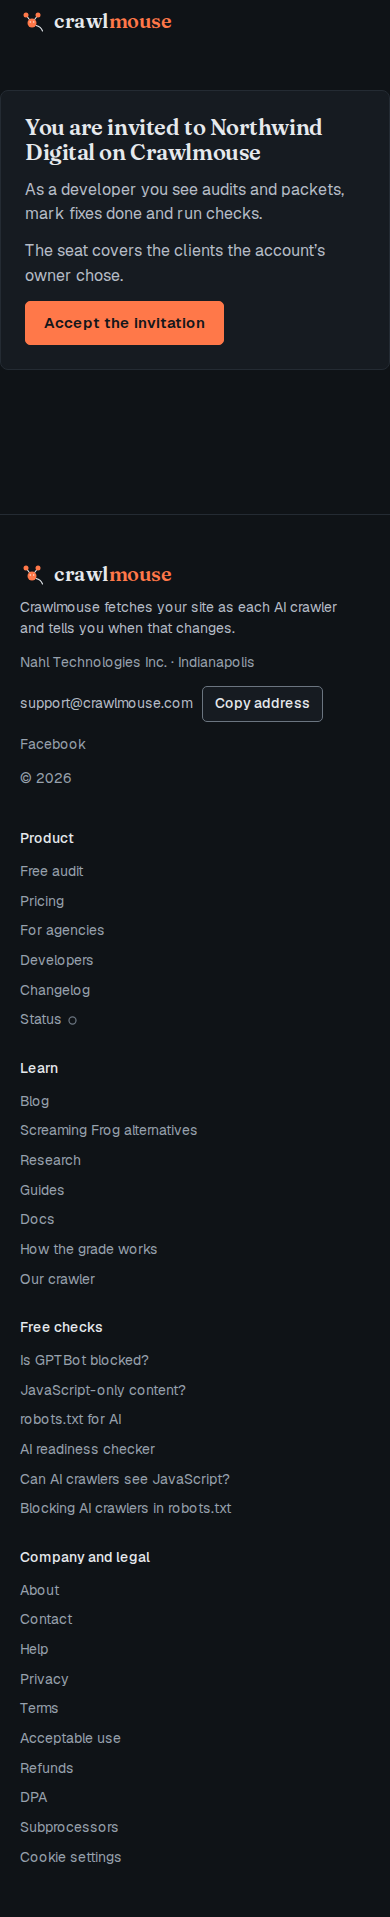 crawlmouse
You are invited to Northwind
Digital on Crawlmouse
As a developer you see audits and packets,
mark fixes done and run checks.
The seat covers the clients the account's
owner chose.
Accept the invitation
crawlmouse
Crawlmouse fetches your site as each AI crawler
and tells you when that changes.
Nahl Technologies Inc. · Indianapolis
support@crawlmouse.com Copy address
Facebook
© 2026
Product
Free audit
Pricing
For agencies
Developers
Changelog
Status
Learn
Blog
Screaming Frog alternatives
Research
Guides
Docs
How the grade works
Our crawler
Free checks
Is GPTBot blocked?
JavaScript-only content?
robots.txt for AI
AI readiness checker
Can AI crawlers see JavaScript?
Blocking AI crawlers in robots.txt
Company and legal
About
Contact
Help
Privacy
Terms
Acceptable use
Refunds
DPA
Subprocessors
Cookie settings